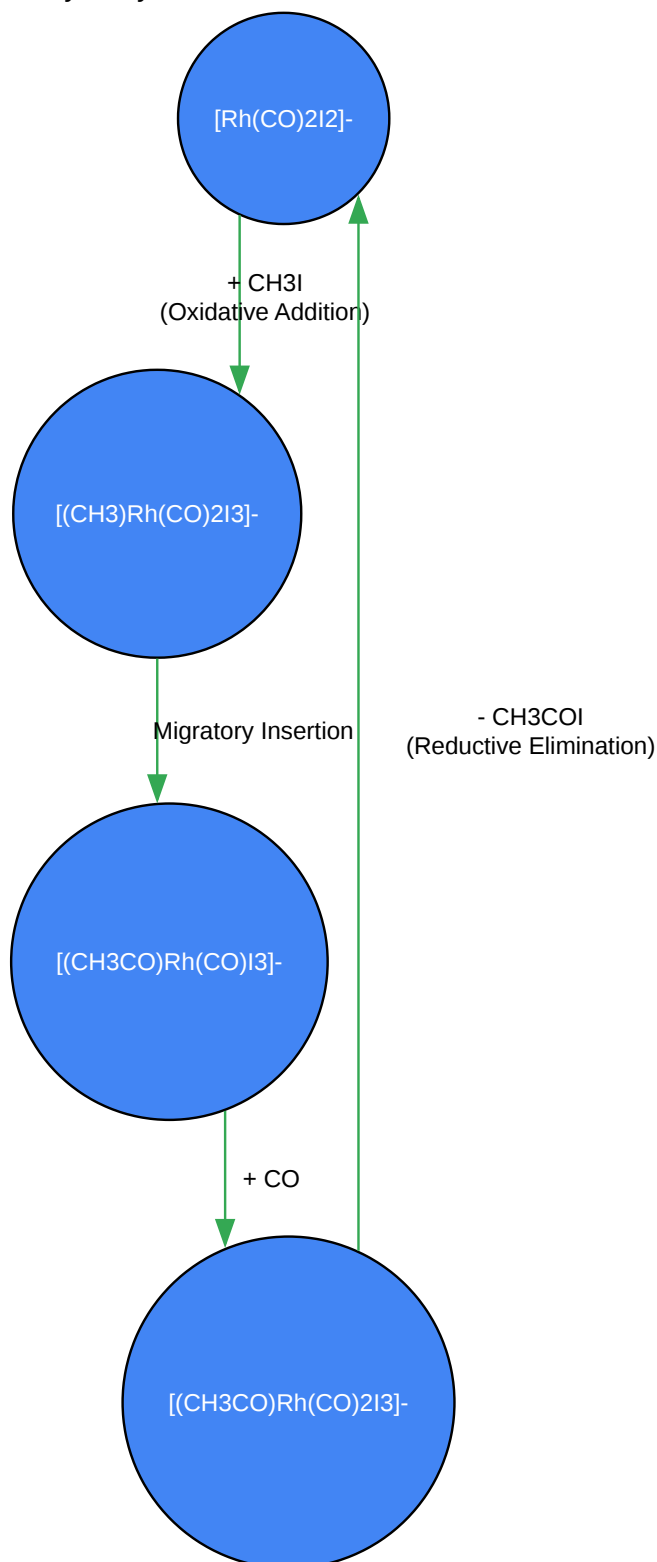 [Rh(CO)2I2]-
+ CH3I
(Oxidative Addition)
[(CH3)Rh(CO)2I3]-
Migratory Insertion
- CH3COI
(Reductive Elimination)
[(CH3CO)Rh(CO)I3]-
+ CO
[(CH3CO)Rh(CO)2I3]-